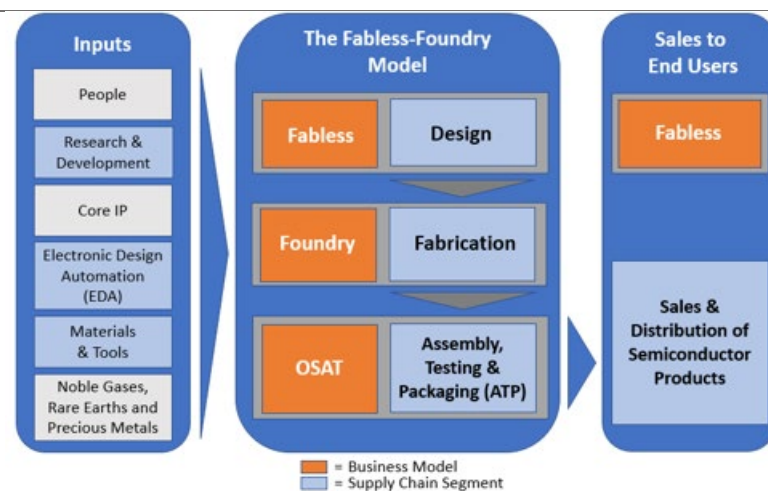 Inputs
People
Research &
Development
Core IP
Electronic Design
Automation
(EDA)
Materials
& Tools
Noble Gases,
Rare Earths and
Precious Metals
The Fabless-Foundry
Model
Fabless
Design
Foundry
Fabrication
OSAT
Assembly,
Testing &
Packaging (ATP)
Sales to
End Users
Fabless
Sales &
Distribution of
Semiconductor
Products
= Business Model
= Supply Chain Segment